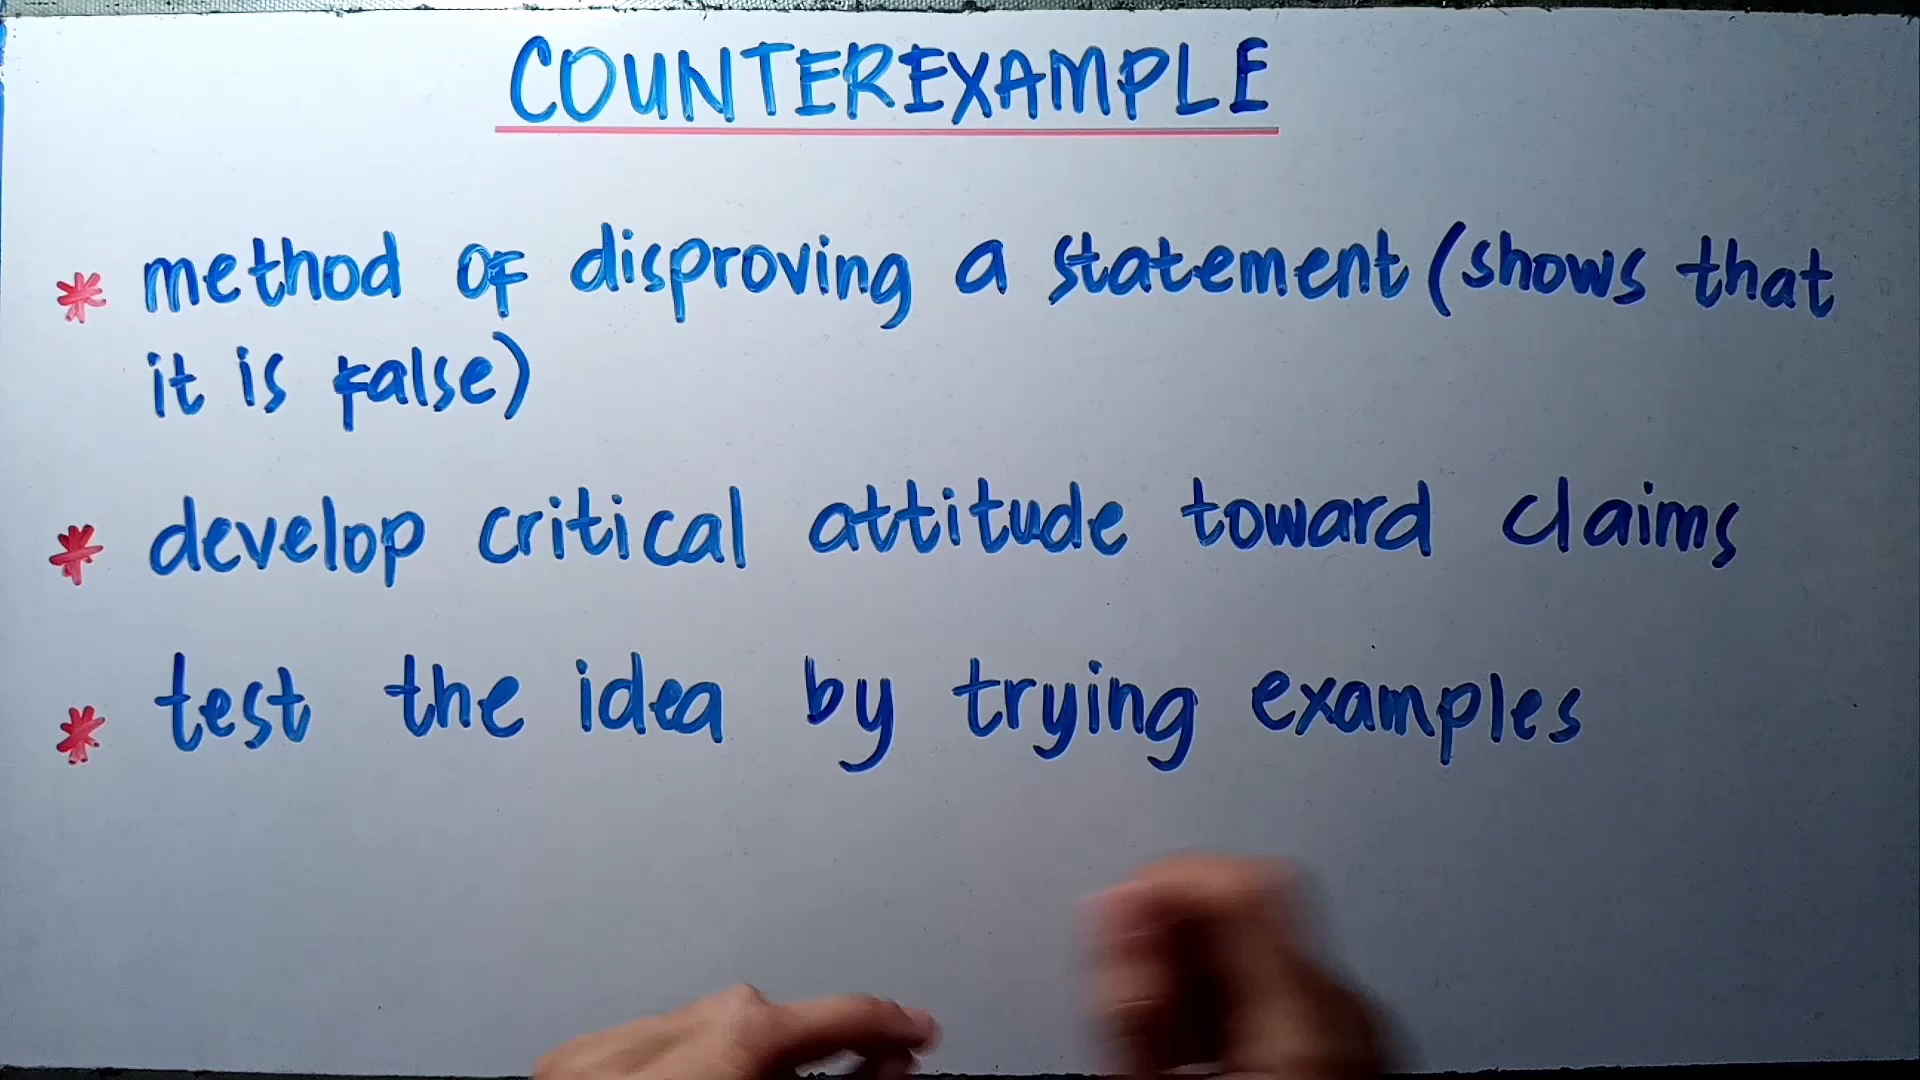 COUNTEREXAMPLE
* method of disproving a statement (shows that
it is false)
* develop critical attitude toward claims
* test the idea by trying examples